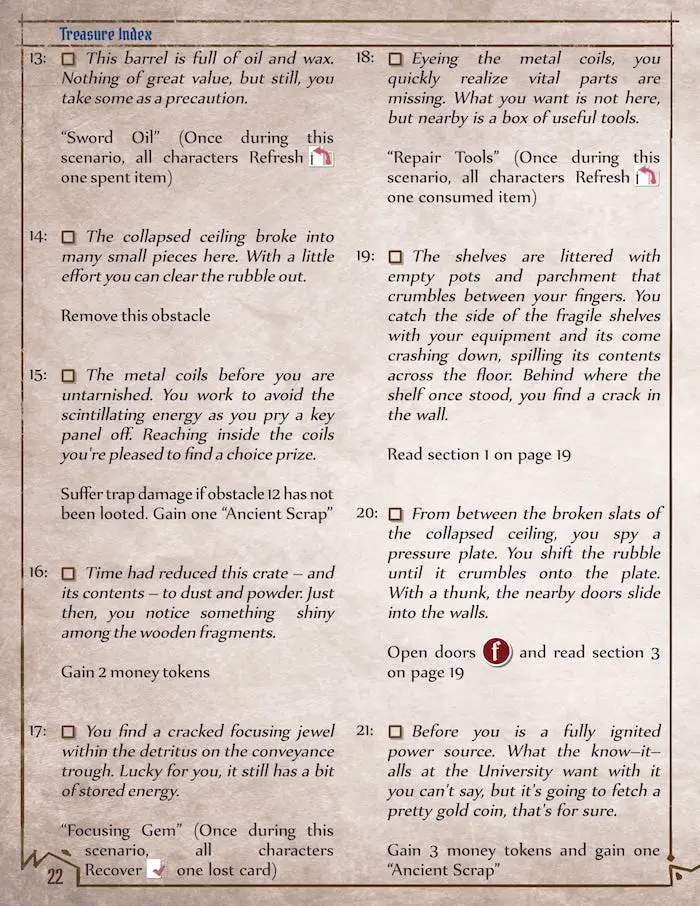 Treasure Index
13: This barrel is full of oil and wax.
Nothing of great value, but still, you
take some as a precaution.
“Sword Oil” (Once during this
scenario, all characters Refresh
one spent item)
14: The collapsed ceiling broke into
many small pieces here. With a little
effort you can clear the rubble out.
Remove this obstacle
15: The metal coils before you are
untarnished. You work to avoid the
scintillating energy as you pry a key
panel off. Reaching inside the coils
you're pleased to find a choice prize.
Suffer trap damage if obstacle 12 has not
been looted. Gain one “Ancient Scrap”
16: Time had reduced this crate – and
its contents – to dust and powder. Just
then, you notice something shiny
among the wooden fragments.
Gain 2 money tokens
17: You find a cracked focusing jewel
within the detritus on the conveyance
trough. Lucky for you, it still has a bit
of stored energy.
“Focusing Gem” (Once during this
scenario, all characters
Recover one lost card)
22
18: Eyeing the metal coils, you
quickly realize vital parts are
missing. What you want is not here,
but nearby is a box of useful tools.
“Repair Tools” (Once during this
scenario, all characters Refresh
one consumed item)
19: The shelves are littered with
empty pots and parchment that
crumbles between your fingers. You
catch the side of the fragile shelves
with your equipment and its come
crashing down, spilling its contents
across the floor. Behind where the
shelf once stood, you find a crack in
the wall.
Read section 1 on page 19
20: From between the broken slats of
the collapsed ceiling, you spy a
pressure plate. You shift the rubble
until it crumbles onto the plate.
With a thunk, the nearby doors slide
into the walls.
Open doors f and read section 3
on page 19
21: Before you is a fully ignited
power source. What the know–it–
alls at the University want with it
you can't say, but it's going to fetch a
pretty gold coin, that's for sure.
Gain 3 money tokens and gain one
“Ancient Scrap”